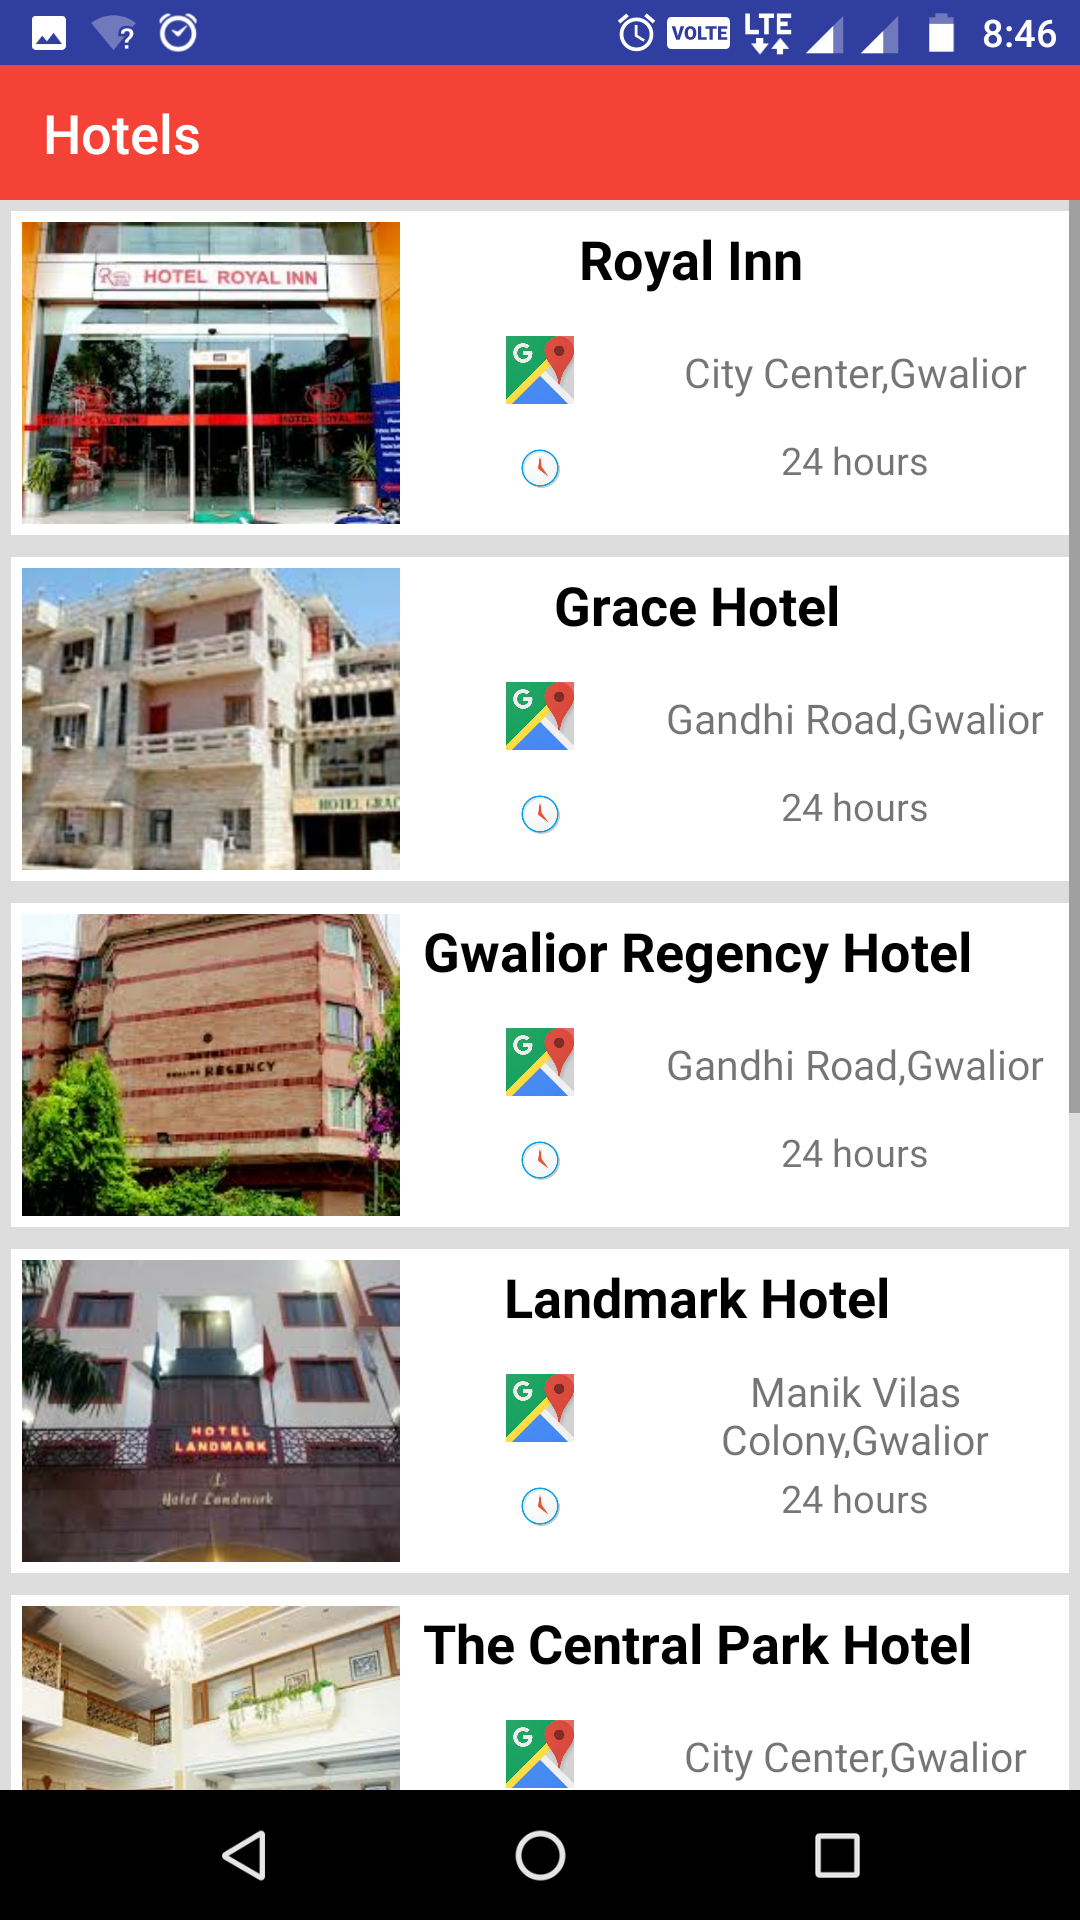 VOLTE LTE 8:46
Hotels
HOTEL ROYAL INN
Royal Inn
City Center,Gwalior
24 hours
HOTEL GRAC
Grace Hotel
Gandhi Road,Gwalior
24 hours
REGENCY
Gwalior Regency Hotel
Gandhi Road,Gwalior
24 hours
HOTEL
LANDMARK
Hotel Landmark
Landmark Hotel
Manik Vilas
Colony,Gwalior
24 hours
The Central Park Hotel
City Center,Gwalior